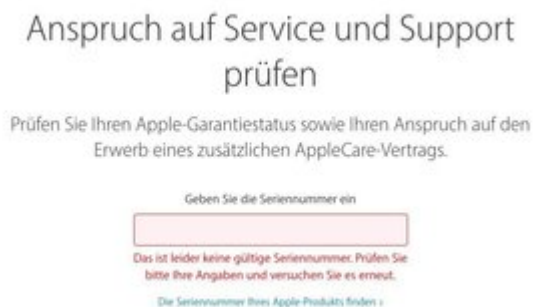 Anspruch auf Service und Support
prüfen
Prüfen Sie Ihren Apple-Garantiestatus sowie Ihren Anspruch auf den
Erwerb eines zusätzlichen AppleCare-Vertrags.
Geben Sie die Seriennummer ein
Das ist leider keine gültige Seriennummer. Prüfen Sie
bitte Ihre Angaben und versuchen Sie es erneut.
Die Seriennummer Ihres Apple-Produkts finden ›